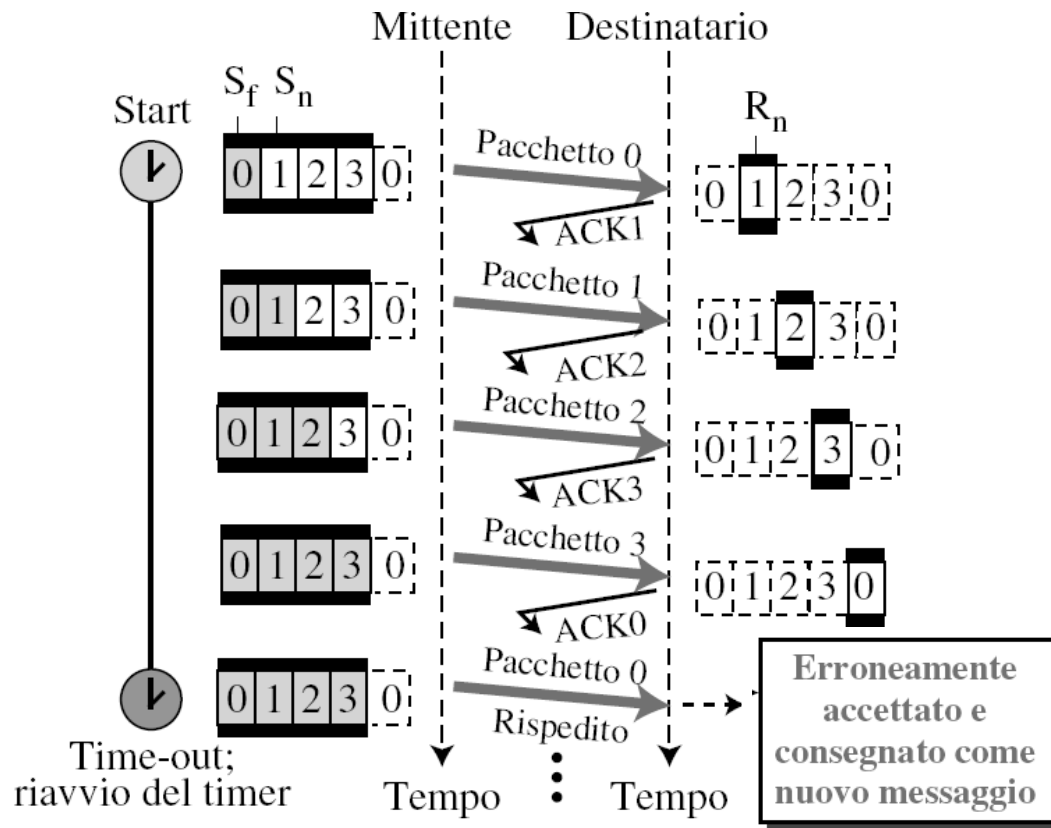 Mittente Destinatario
S_f S_n
Start
R_n
0 1 2 3 0
Pacchetto 0
0 1 2 3 0
ACK1
0 1 2 3 0
Pacchetto 1
0 1 2 3 0
ACK2
0 1 2 3 0
Pacchetto 2
0 1 2 3 0
ACK3
0 1 2 3 0
Pacchetto 3
0 1 2 3 0
ACK0
0 1 2 3 0
Pacchetto 0
Rispedito
Erroneamente
accettato e
consegnato come
nuovo messaggio
Time-out;
riavvio del timer
Tempo Tempo